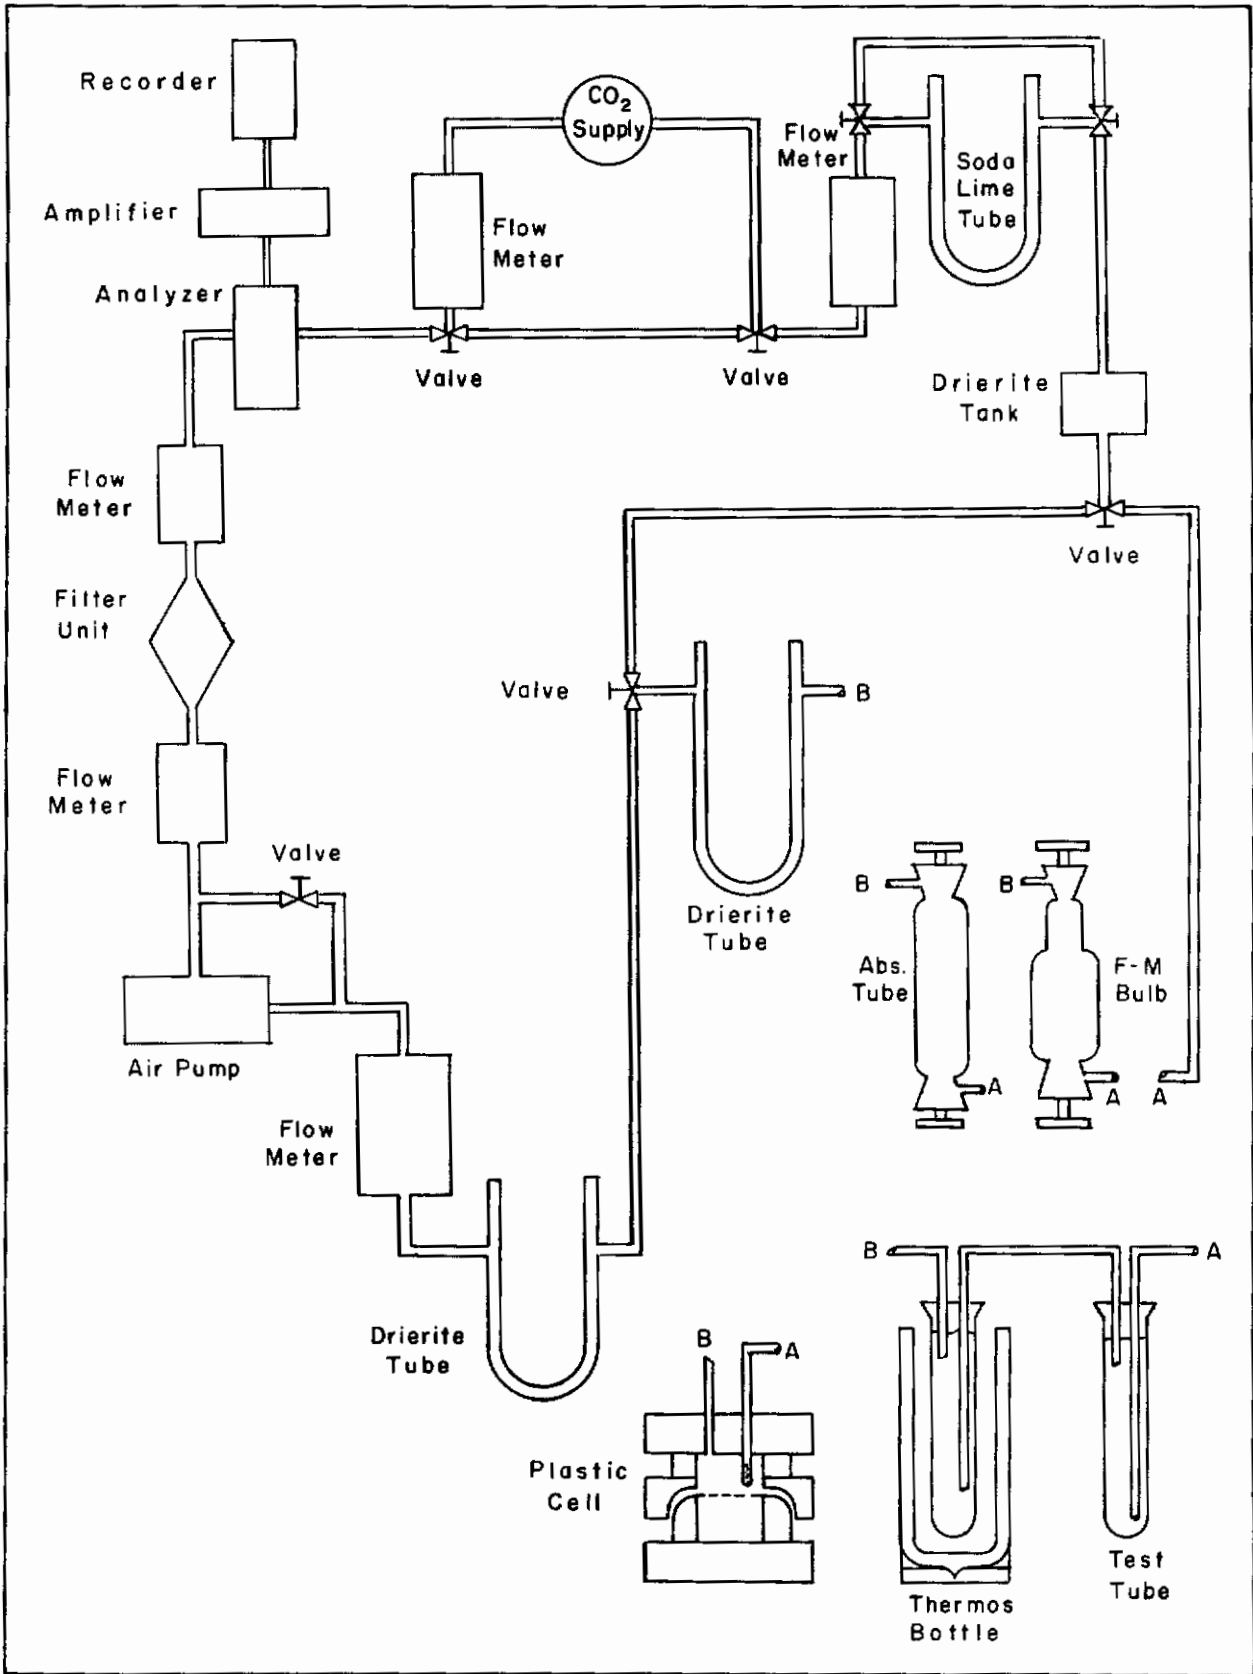 Recorder
CO2
Supply
Flow
Meter
Soda
Lime
Tube
Amplifier
Flow
Meter
Analyzer
Valve
Valve
Drierite
Tank
Flow
Meter
Valve
Filter
Unit
Valve
B
Flow
Meter
Valve
B
B
Drierite
Tube
Abs.
Tube
F-M
Bulb
Air Pump
A
A
A
Flow
Meter
B
A
Drierite
Tube
B
A
Plastic
Cell
Test
Tube
Thermos
Bottle